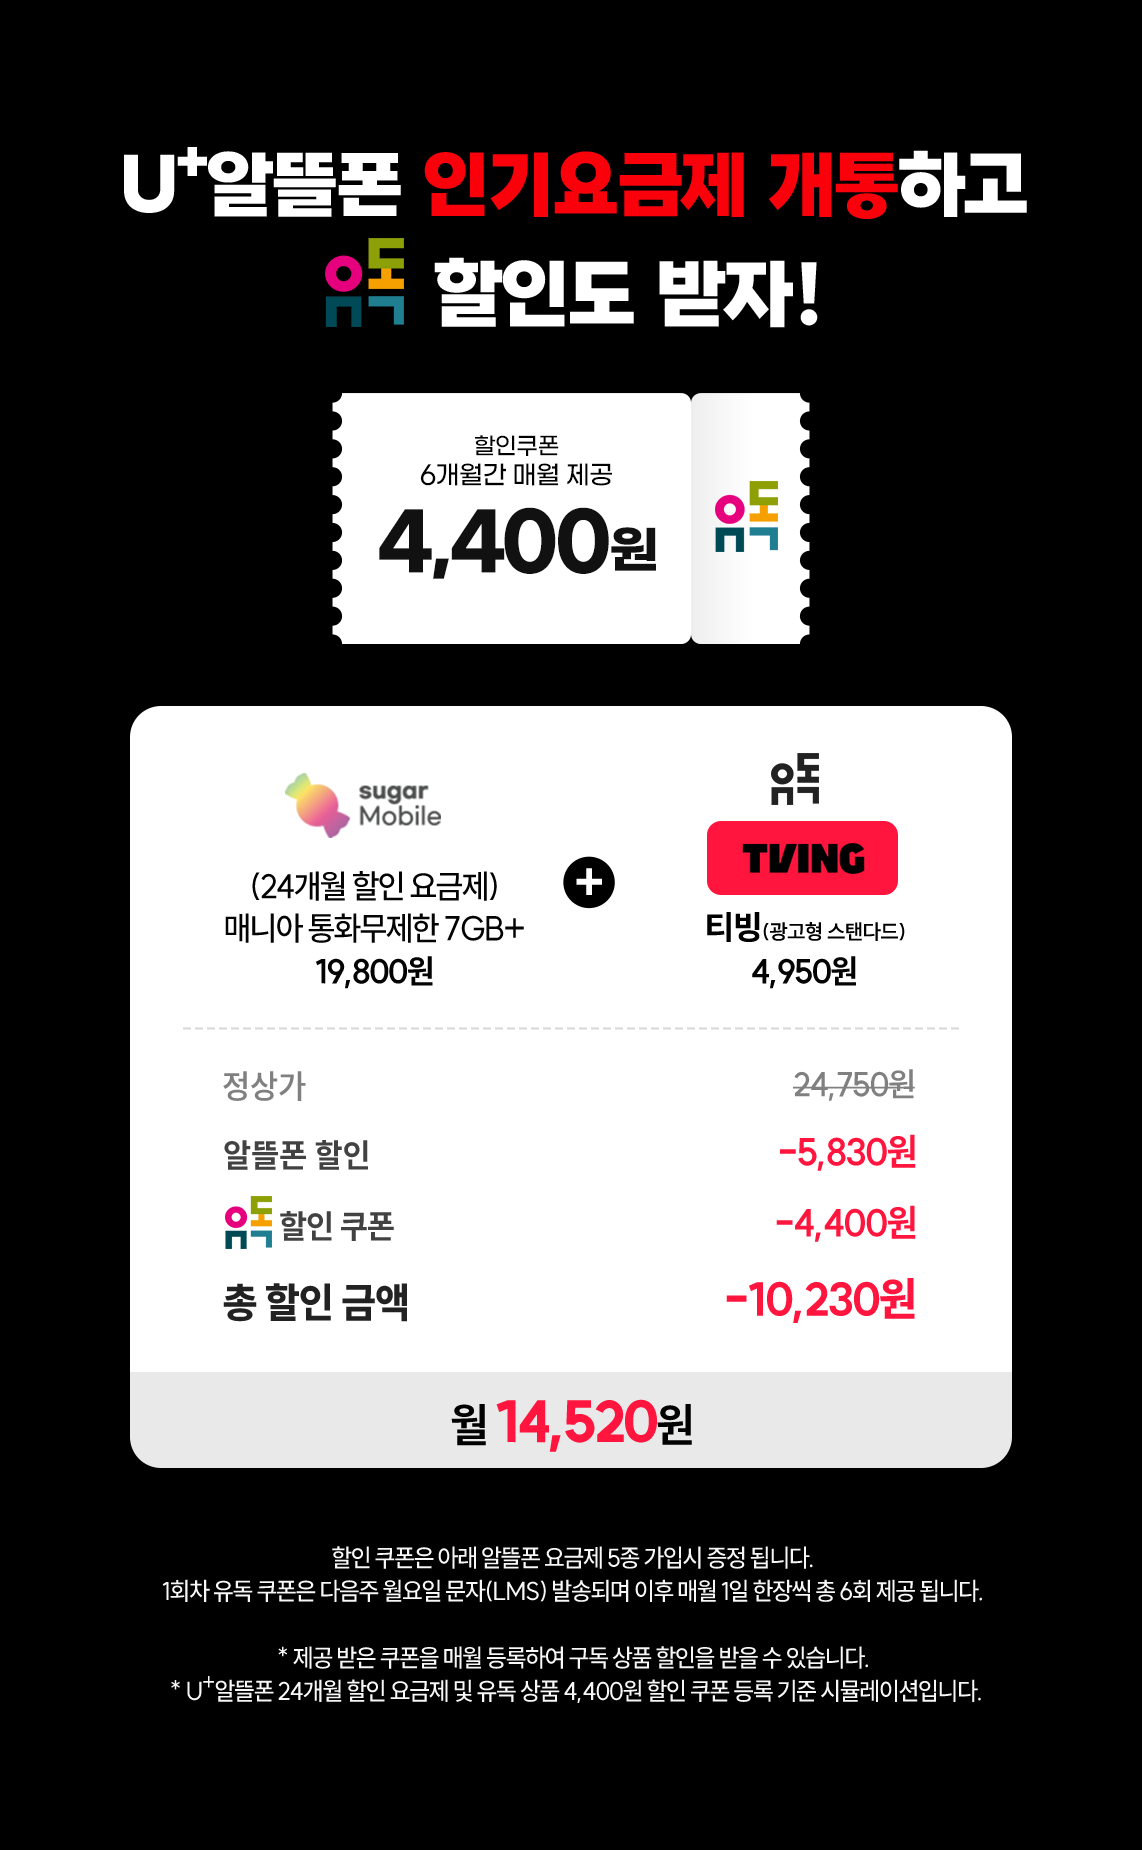 U+알뜰폰 인기요금제 개통하고
유독 할인도 받자!
할인쿠폰
6개월간 매월 제공
4,400원
유독
sugar
Mobile
(24개월 할인 요금제)
매니아 통화무제한 7GB+
19,800원
+
유독
TVING
티빙(광고형 스탠다드)
4,950원
정상가 24,750원
알뜰폰 할인 -5,830원
유독 할인 쿠폰 -4,400원
총 할인 금액 -10,230원
월 14,520원
할인 쿠폰은 아래 알뜰폰 요금제 5종 가입시 증정 됩니다.
1회차 유독 쿠폰은 다음주 월요일 문자(LMS) 발송되며 이후 매월 1일 한장씩 총 6회 제공 됩니다.
* 제공 받은 쿠폰을 매월 등록하여 구독 상품 할인을 받을 수 있습니다.
* U+알뜰폰 24개월 할인 요금제 및 유독 상품 4,400원 할인 쿠폰 등록 기준 시뮬레이션입니다.